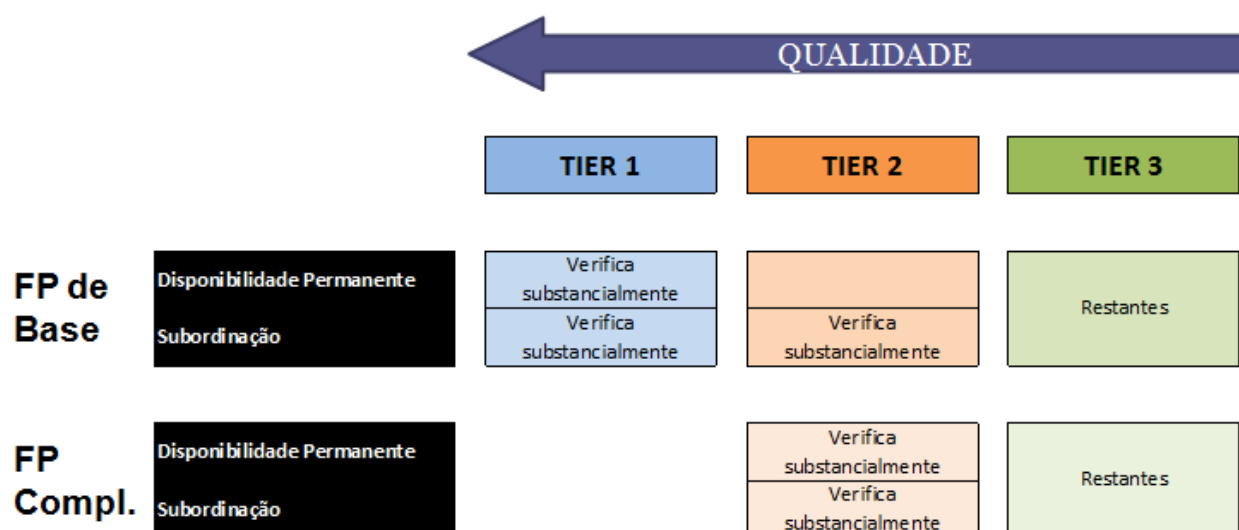 QUALIDADE
TIER 1
TIER 2
TIER 3
FP de
Base
Disponibilidade Permanente
Subordinação
Verifica
substancialmente
Verifica
substancialmente
Verifica
substancialmente
Restantes
FP
Compl.
Disponibilidade Permanente
Subordinação
Verifica
substancialmente
Verifica
substancialmente
Restantes